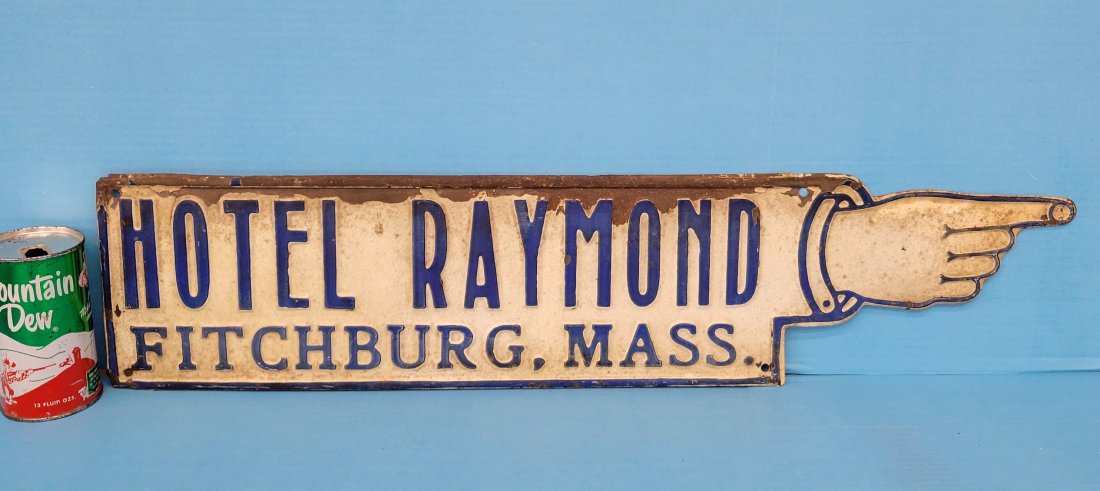 HOTEL RAYMOND
FITCHBURG, MASS.
ountain
Dew
12 FLUID OZS.